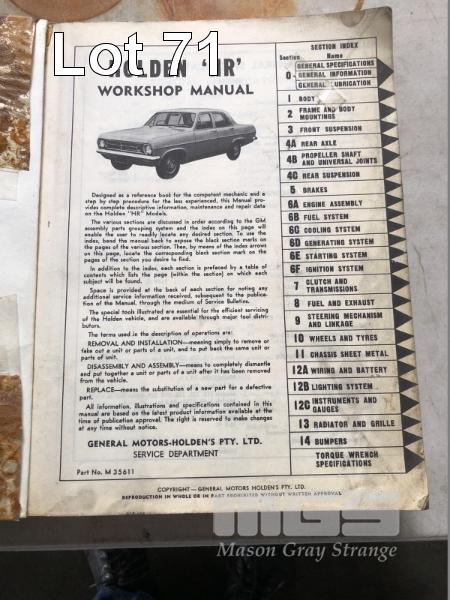 Lot 71
HOLDEN 'HR'
WORKSHOP MANUAL
Designed as a reference book for the competent mechanic and a
step by step procedure for the less experienced, this Manual pro-
vides complete descriptive information, maintenance and repair data
on the Holden "HR" Models.
The various sections are discussed in order according to the GM
assembly parts grouping system and the index on this page will
enable the user to readily locate any desired section. To use the
index, bend the manual back to expose the black section marks on
the pages of the various section. Then, by means of the index arrows
on this page, locate the corresponding black section mark on the
pages of the section you desire to find.
In addition to the index, each section is prefaced by a table of
contents which lists the page (within the section) on which each
subject will be found.
Space is provided at the back of each section for noting any
additional service information received, subsequent to the publica-
tion of the Manual, through the medium of Service Bulletins.
The special tools illustrated are essential for the efficient servicing
of the Holden vehicle, and are available through major tool distri-
butors.
The terms used in the description of operations are:
REMOVAL AND INSTALLATION—meaning simply to remove or
take out a unit or parts of a unit, and to put back the same unit or
parts of unit.
DISASSEMBLY AND ASSEMBLY—means to completely dismantle
and put together a unit or parts of a unit after it has been removed
from the vehicle.
REPLACE—means the substitution of a new part for a defective
part.
All information, illustrations and specifications contained in this
manual are based on the latest product information available at the
time of publication approval. The right is reserved to make changes
at any time without notice.
GENERAL MOTORS-HOLDEN'S PTY. LTD.
SERVICE DEPARTMENT
Part No. M 35611
SECTION INDEX
Section Name
0 GENERAL SPECIFICATIONS
GENERAL INFORMATION
GENERAL LUBRICATION
1 BODY
2 FRAME AND BODY
MOUNTINGS
3 FRONT SUSPENSION
4A REAR AXLE
4B PROPELLER SHAFT
AND UNIVERSAL JOINTS
4C REAR SUSPENSION
5 BRAKES
6A ENGINE ASSEMBLY
6B FUEL SYSTEM
6C COOLING SYSTEM
6D GENERATING SYSTEM
6E STARTING SYSTEM
6F IGNITION SYSTEM
7 CLUTCH AND
TRANSMISSIONS
8 FUEL AND EXHAUST
9 STEERING MECHANISM
AND LINKAGE
10 WHEELS AND TYRES
11 CHASSIS SHEET METAL
12A WIRING AND BATTERY
12B LIGHTING SYSTEM
12C INSTRUMENTS AND
GAUGES
13 RADIATOR AND GRILLE
14 BUMPERS
TORQUE WRENCH
SPECIFICATIONS
COPYRIGHT — GENERAL MOTORS HOLDEN'S PTY. LTD.
REPRODUCTION IN WHOLE OR IN PART PROHIBITED WITHOUT WRITTEN APPROVAL
MGS
Mason Gray Strange